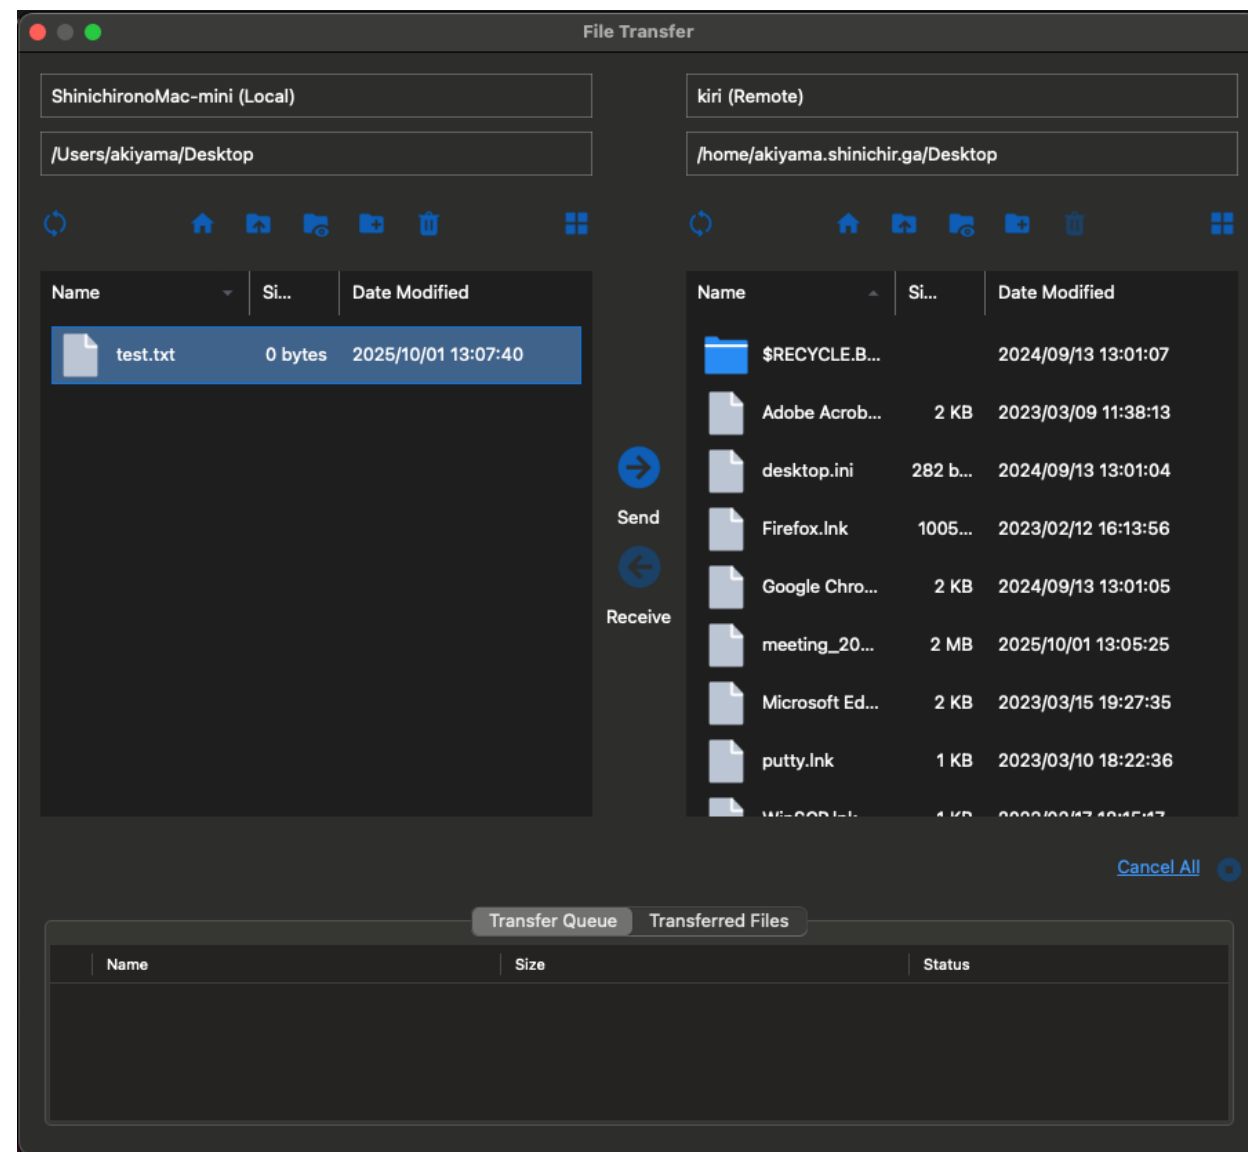 File Transfer
ShinichironoMac-mini (Local)
/Users/akiyama/Desktop
Name Si... Date Modified
test.txt 0 bytes 2025/10/01 13:07:40
Send
Receive
kiri (Remote)
/home/akiyama.shinichir.ga/Desktop
Name Si... Date Modified
$RECYCLE.B... 2024/09/13 13:01:07
Adobe Acrob... 2 KB 2023/03/09 11:38:13
desktop.ini 282 b... 2024/09/13 13:01:04
Firefox.lnk 1005... 2023/02/12 16:13:56
Google Chro... 2 KB 2024/09/13 13:01:05
meeting_20... 2 MB 2025/10/01 13:05:25
Microsoft Ed... 2 KB 2023/03/15 19:27:35
putty.lnk 1 KB 2023/03/10 18:22:36
Cancel All
Transfer Queue Transferred Files
Name Size Status